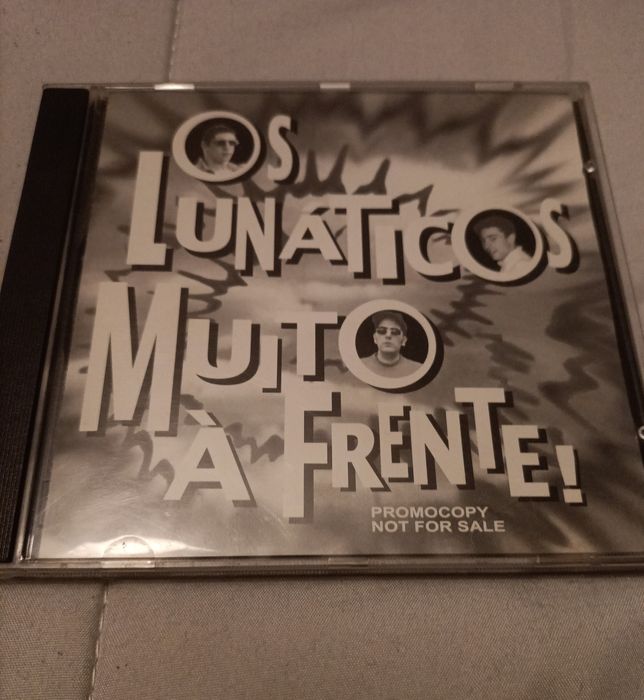 OS
LUNÁTICOS
MUITO
À FRENTE!
PROMOCOPY
NOT FOR SALE